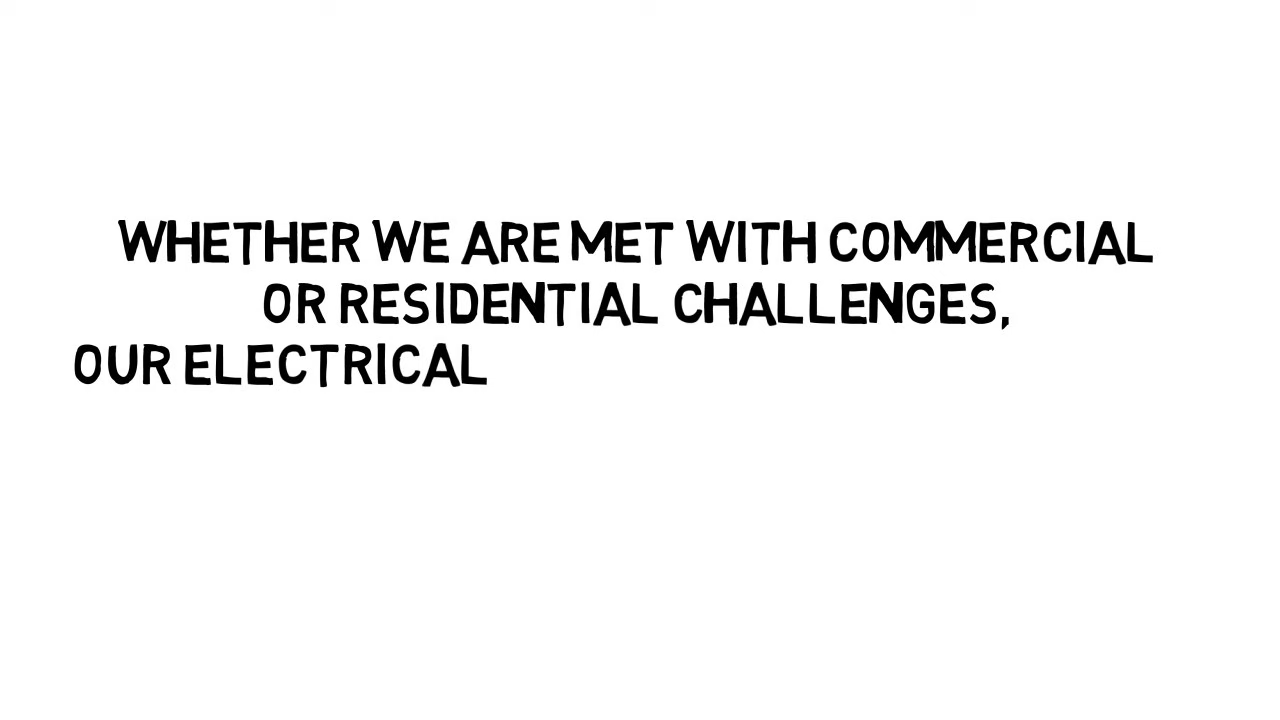 WHETHER WE ARE MET WITH COMMERCIAL
OR RESIDENTIAL CHALLENGES,
OUR ELECTRICAL